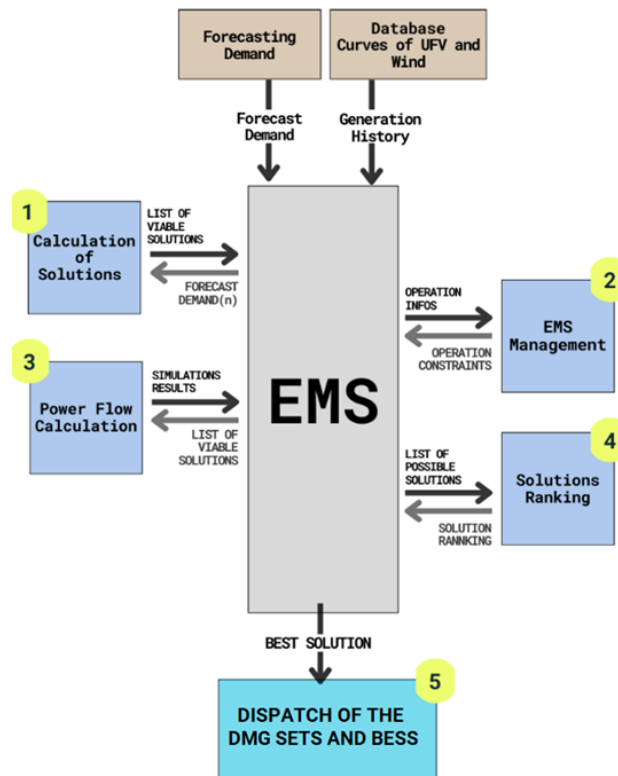 Forecasting
Demand
Database
Curves of UFV and
Wind
Forecast
Demand
Generation
History
1
Calculation
of
Solutions
LIST OF
VIABLE
SOLUTIONS
FORECAST
DEMAND(n)
2
EMS
Management
OPERATION
INFOS
OPERATION
CONSTRAINTS
3
Power Flow
Calculation
SIMULATIONS
RESULTS
LIST OF
VIABLE
SOLUTIONS
EMS
4
Solutions
Ranking
LIST OF
POSSIBLE
SOLUTIONS
SOLUTION
RANNKING
BEST SOLUTION
5
DISPATCH OF THE
DMG SETS AND BESS